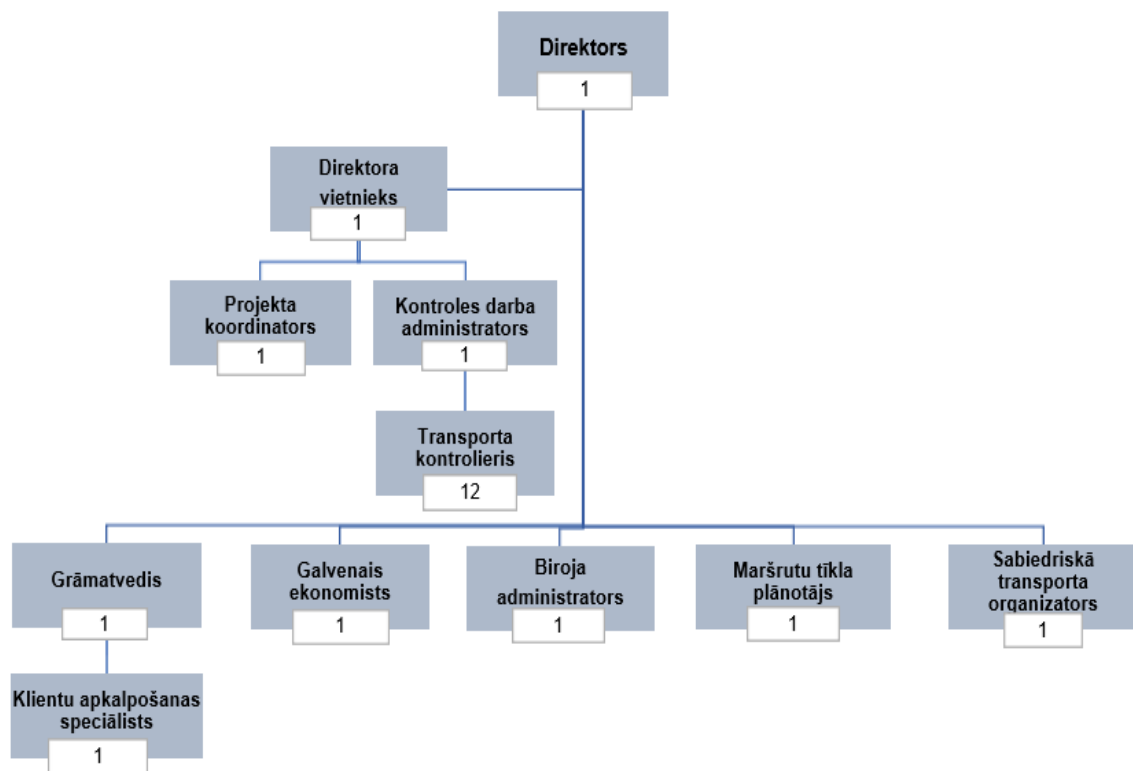 Direktors
1
Direktora
vietnieks
1
Projekta
koordinators
1
Kontroles darba
administrators
1
Transporta
kontrolieris
12
Grāmatvedis
1
Galvenais
ekonomists
1
Biroja
administrators
1
Maršrutu tīkla
plānotājs
1
Sabiedriskā
transporta
organizators
1
Klientu apkalpošanas
speciālists
1